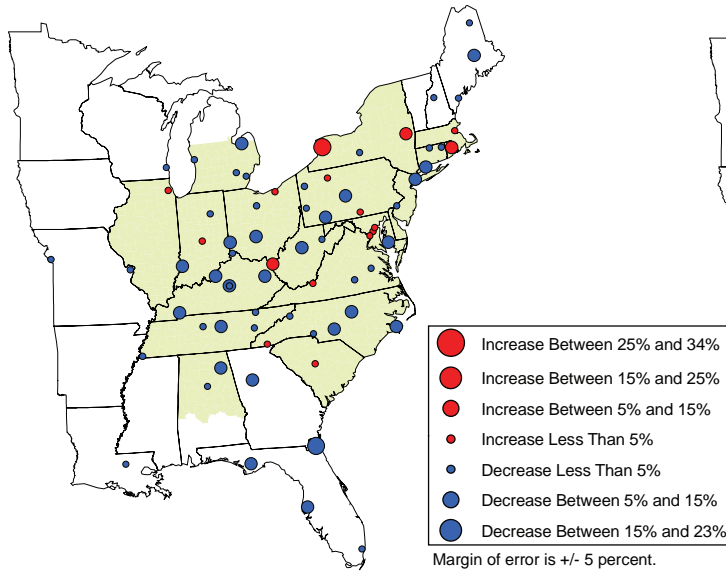 Increase Between 25% and 34%
Increase Between 15% and 25%
Increase Between 5% and 15%
Increase Less Than 5%
Decrease Less Than 5%
Decrease Between 5% and 15%
Decrease Between 15% and 23%
Margin of error is +/- 5 percent.